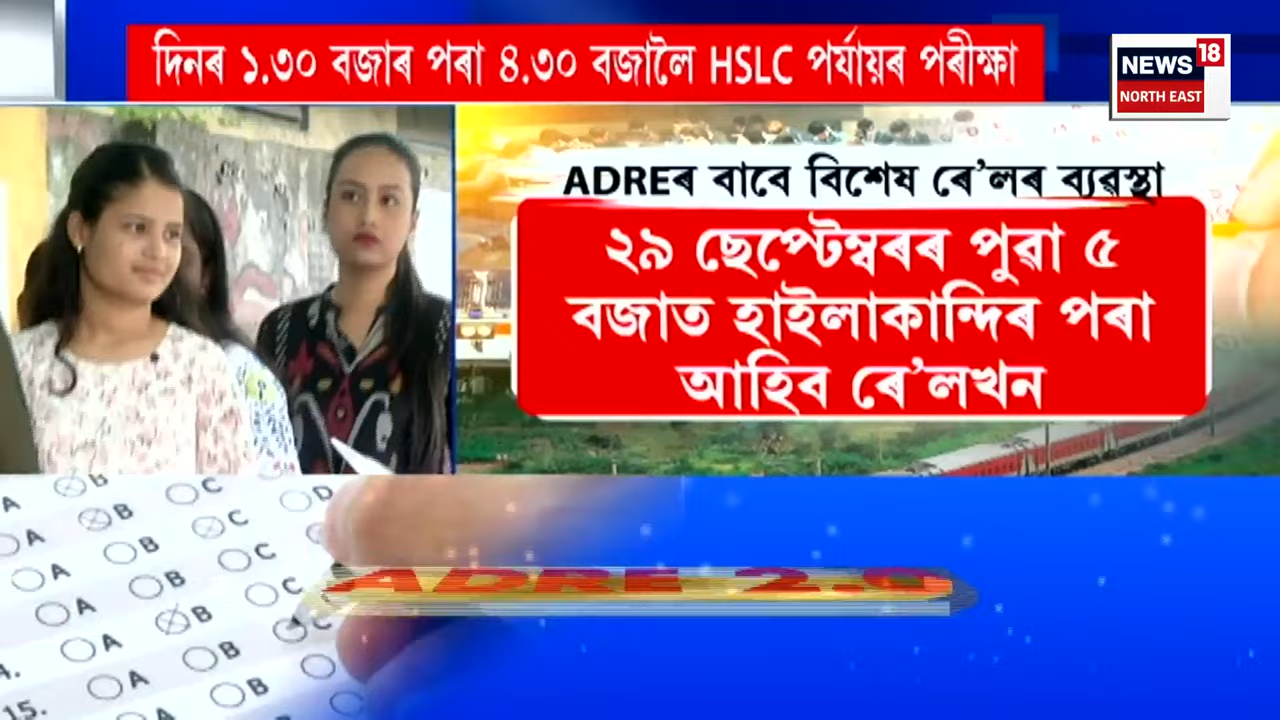 দিনৰ ১.৩০ বজাৰ পৰা ৪.৩০ বজালৈ HSLC পৰ্যায়ৰ পৰীক্ষা
NEWS 18
NORTH EAST
ADREৰ বাবে বিশেষ ৰে'লৰ ব্যৱস্থা
২৯ ছেপ্টেম্বৰৰ পুৱা ৫
বজাত হাইলাকান্দিৰ পৰা
আহিব ৰে'লখন
A B C D
A B C
A B C
A B C
A B C
A B C
A B
15.
ADRE 2.0